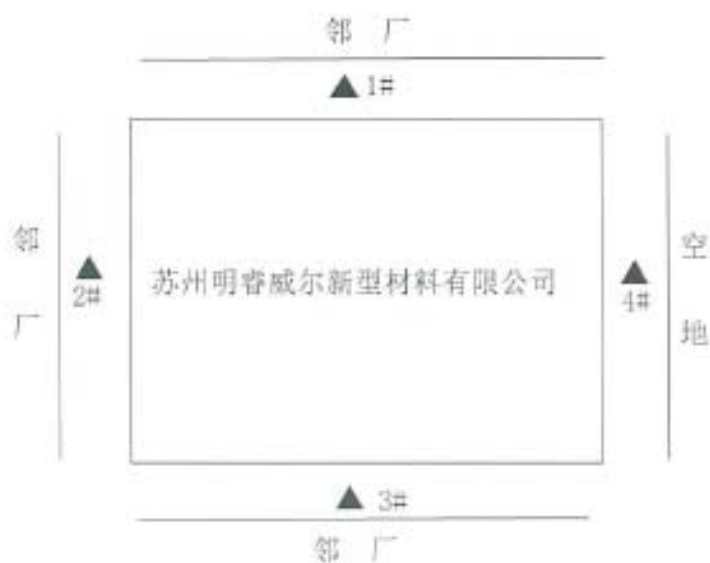 邻 厂
▲ 1#
邻 厂
▲ 2#
苏州明睿威尔新型材料有限公司
▲ 4#
空 地
▲ 3#
邻 厂